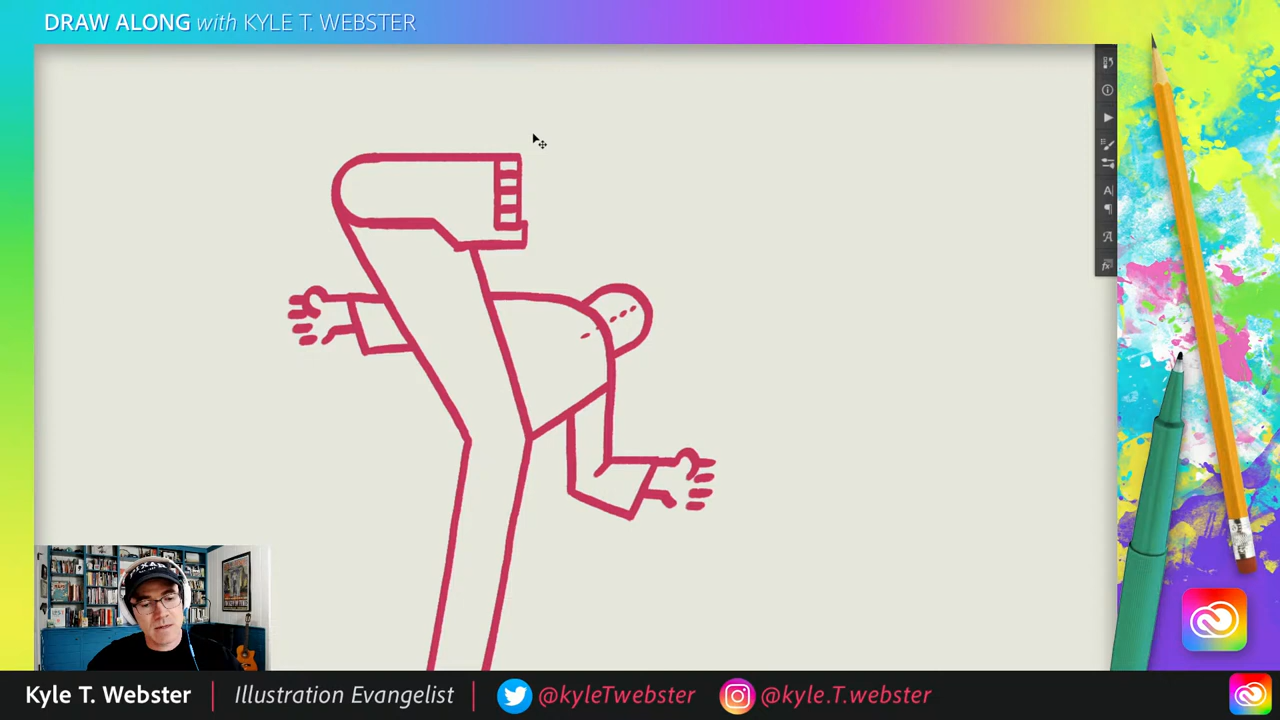 DRAW ALONG with KYLE T. WEBSTER
Kyle T. Webster | Illustration Evangelist @kyleTwebster @kyle.T.webster